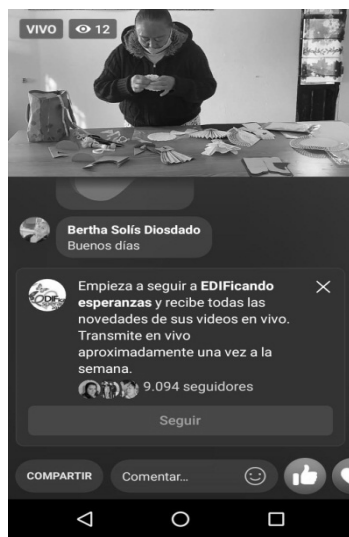 VIVO 12
Bertha Solís Diosdado
Buenos días
Empieza a seguir a EDIFicando
esperanzas y recibe todas las
novedades de sus videos en vivo.
Transmite en vivo
aproximadamente una vez a la
semana.
9.094 seguidores
Seguir
COMPARTIR Comentar...